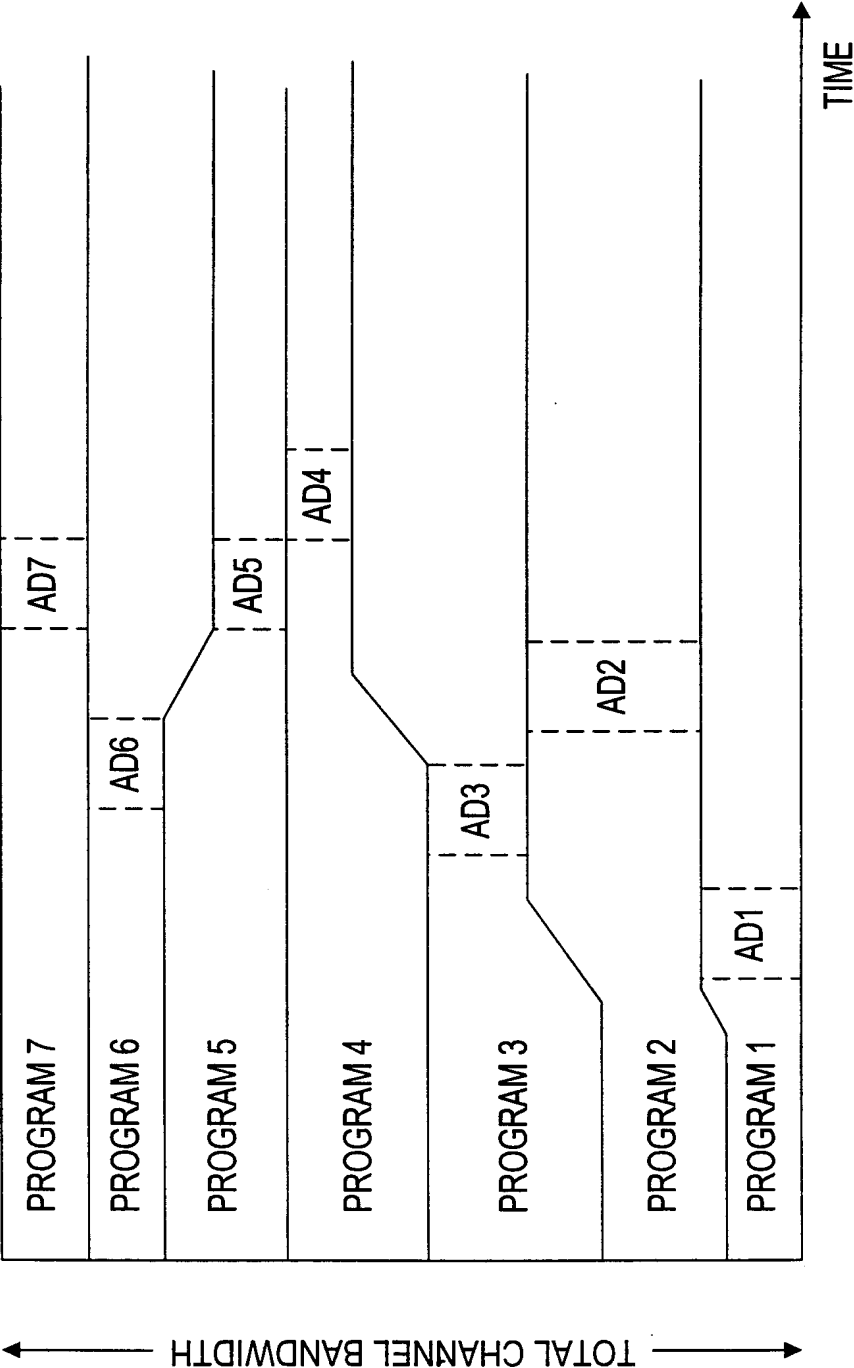 TOTAL CHANNEL BANDWIDTH
PROGRAM 7
AD7
PROGRAM 6
AD6
PROGRAM 5
AD5
PROGRAM 4
AD4
PROGRAM 3
AD3
PROGRAM 2
AD2
PROGRAM 1
AD1
TIME